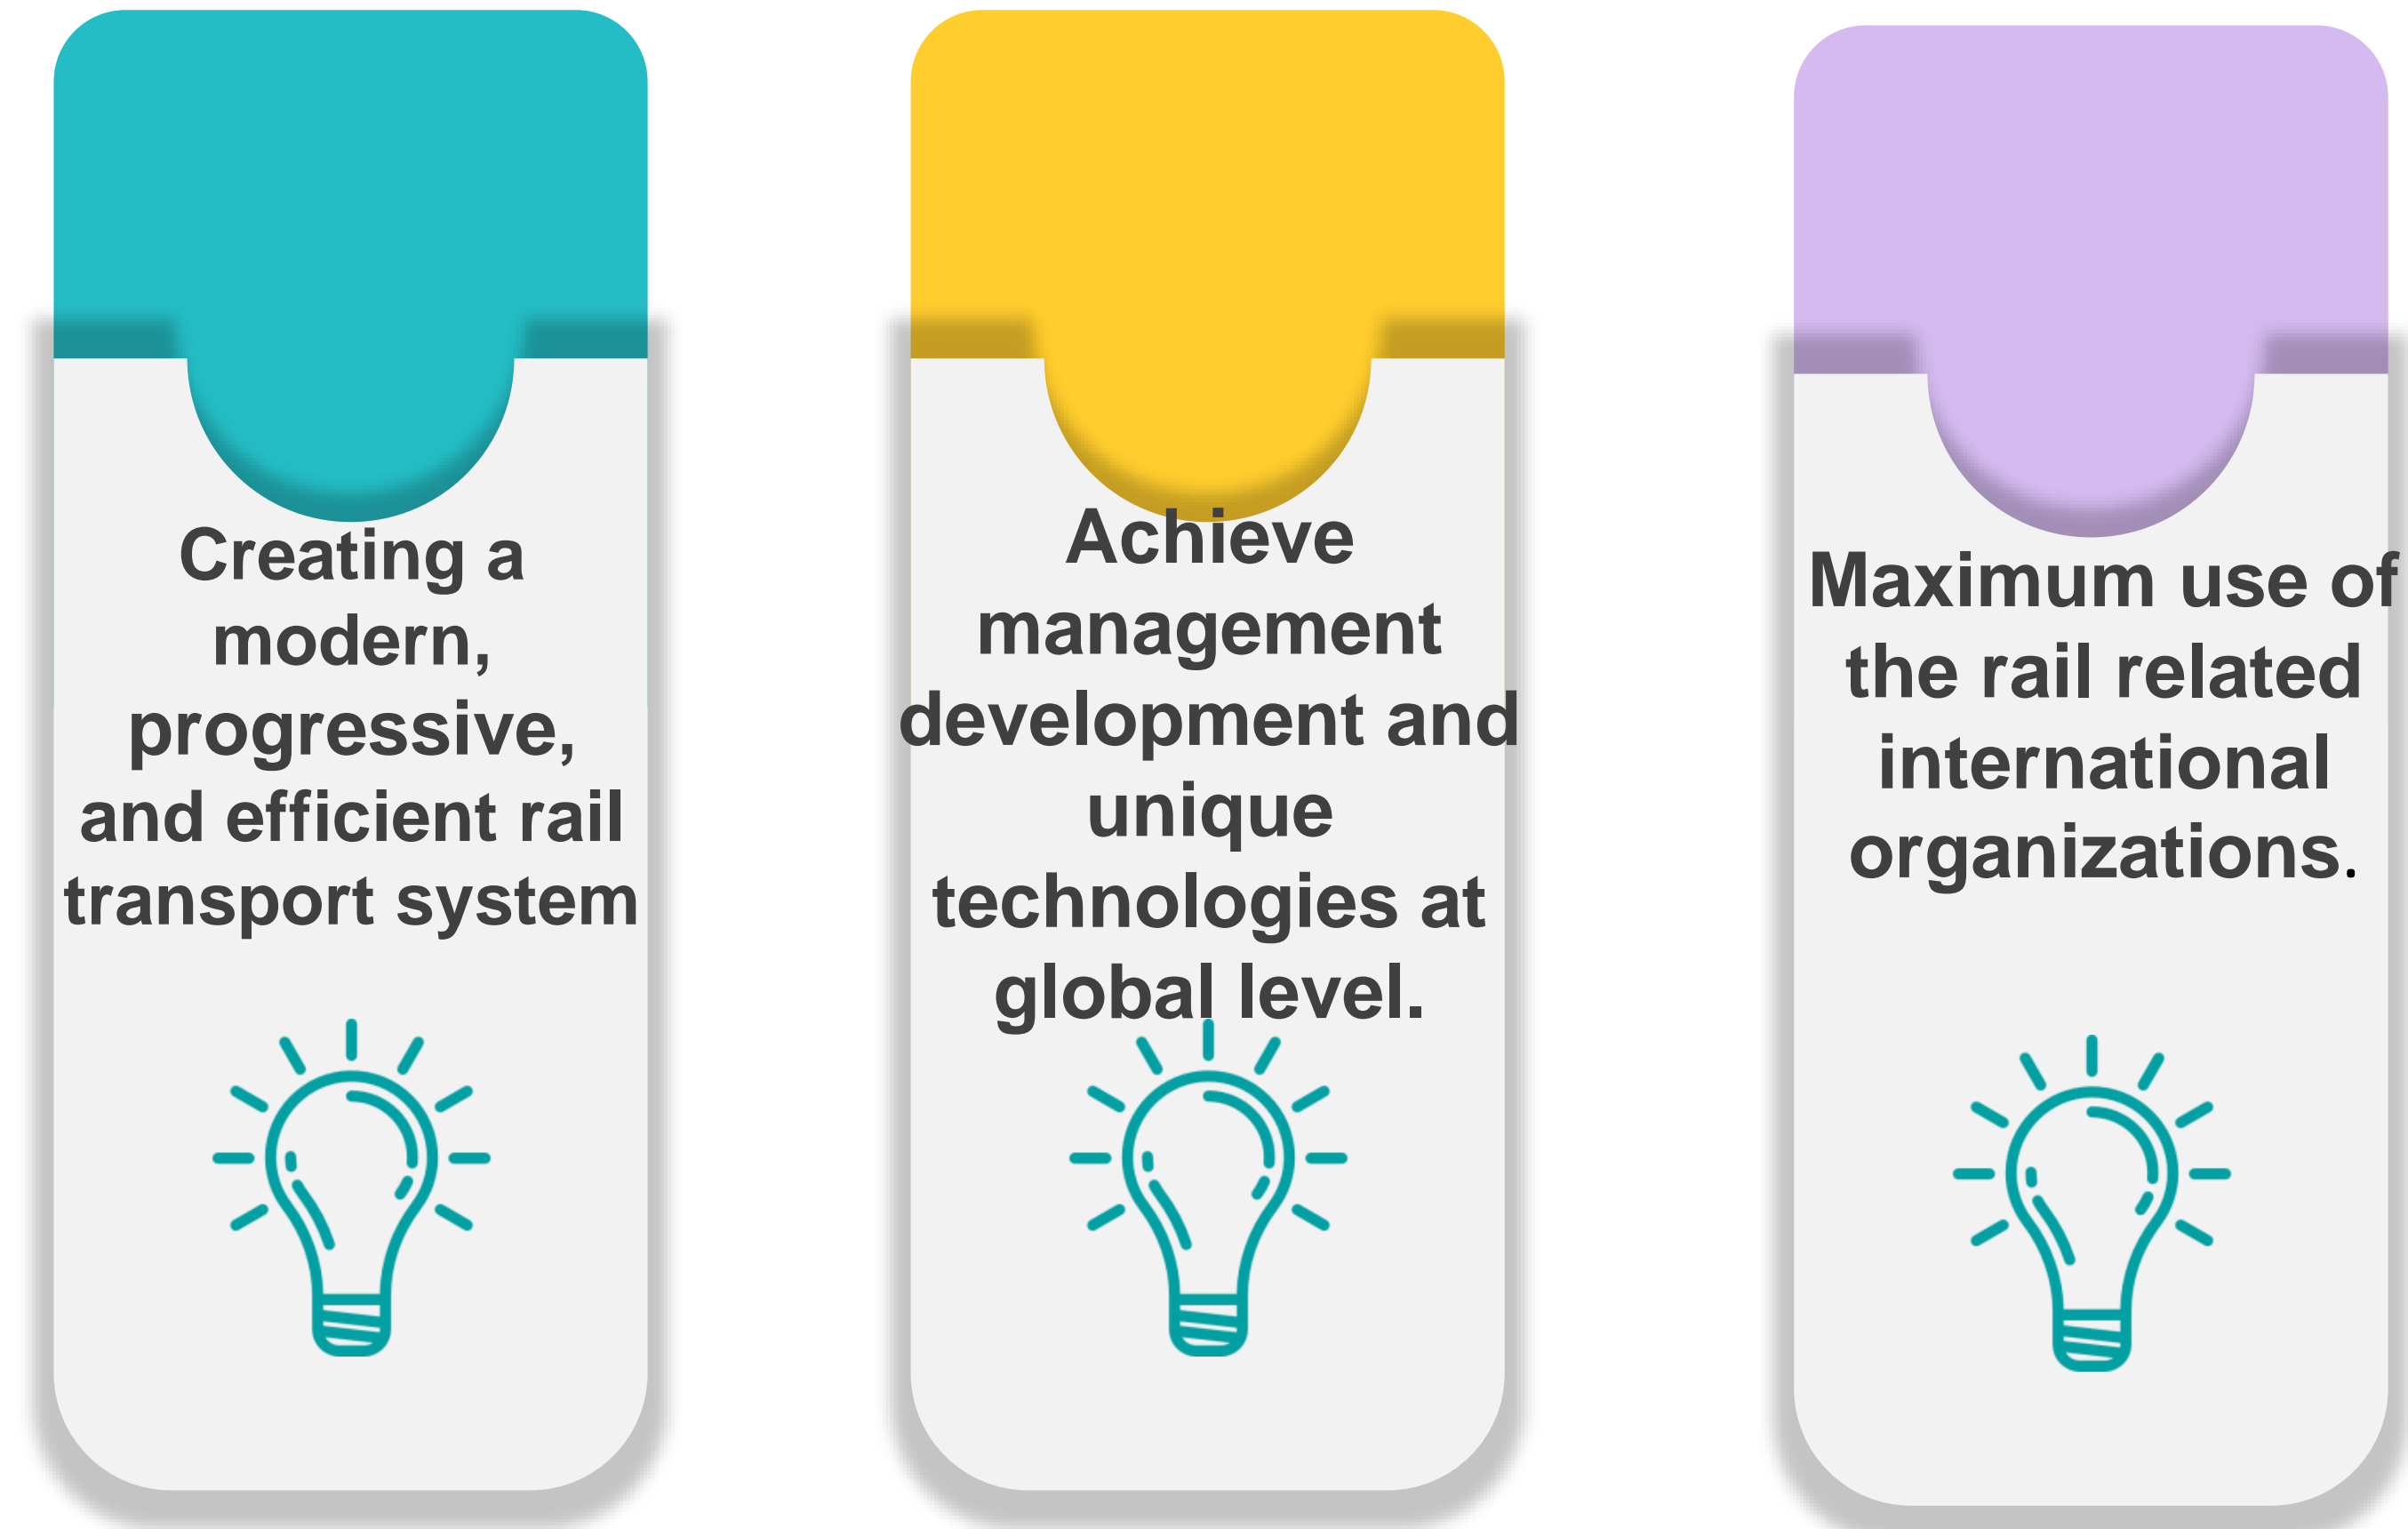 Creating a
modern,
progressive,
and efficient rail
transport system
Achieve
management
development and
unique
technologies at
global level.
Maximum use of
the rail related
international
organizations.